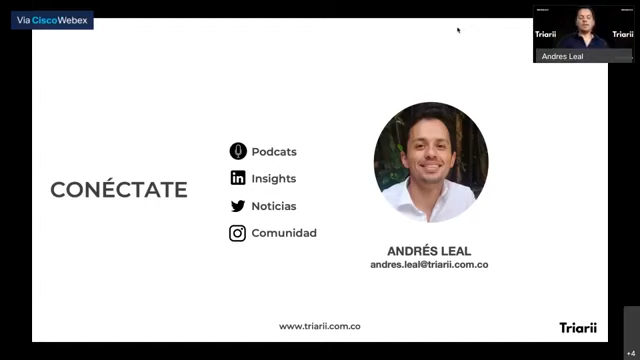 Via CiscoWebex
Triarii
Triarii
Andres Leal
CONÉCTATE
Podcats
Insights
Noticias
Comunidad
ANDRÉS LEAL
andres.leal@triarii.com.co
www.triarii.com.co
Triarii
+4